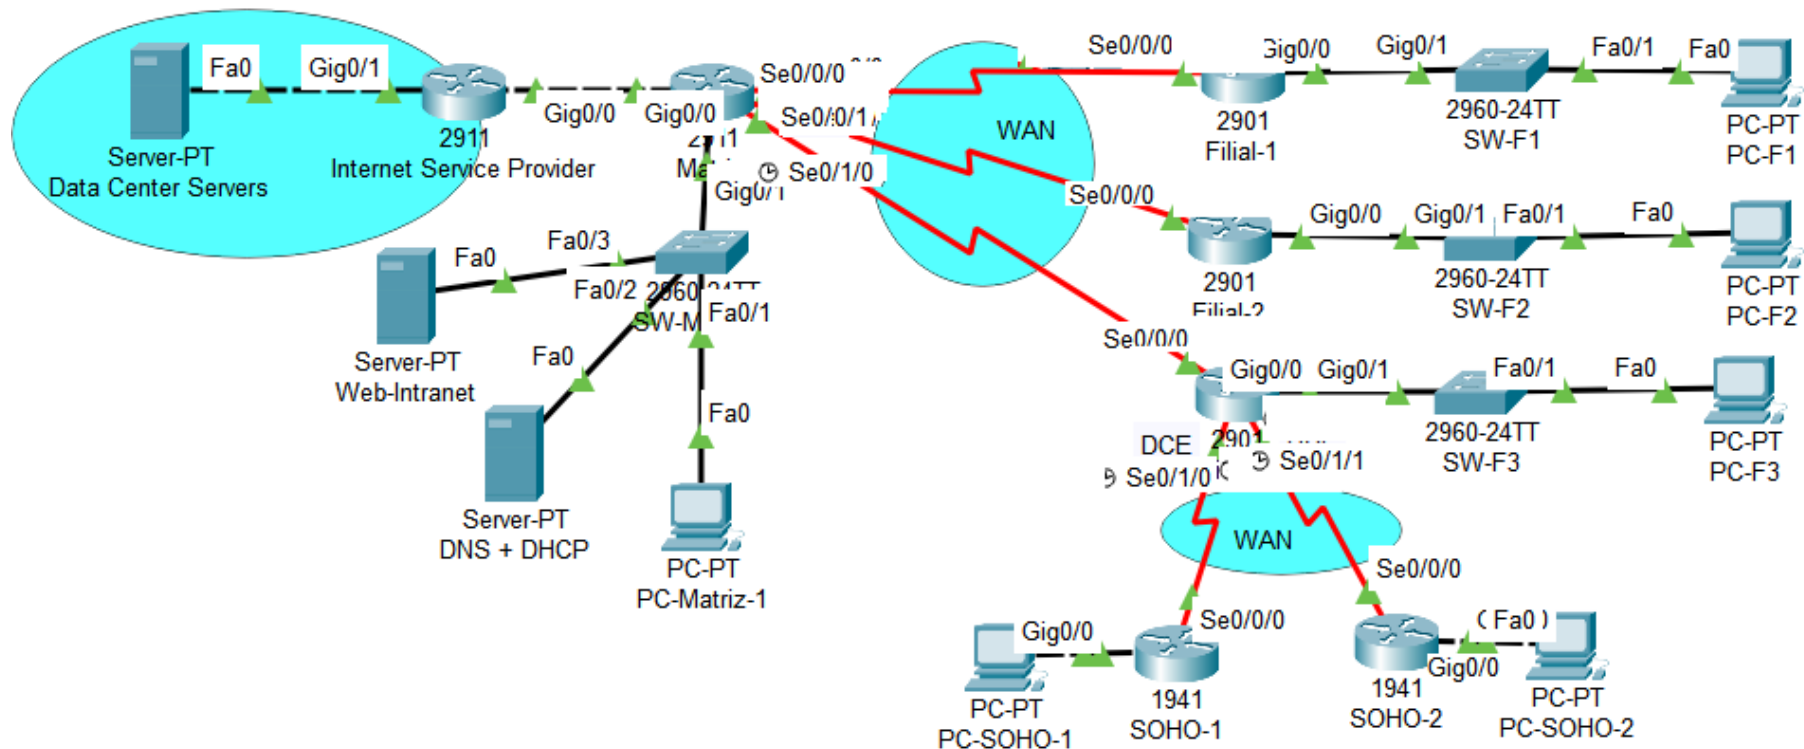 Fa0
Gig0/1
Server-PT
Data Center Servers
2911
Internet Service Provider
Gig0/0
Gig0/0
Se0/0/0
Se0/1/0
Gig0/1
WAN
Se0/0/0
2901
Filial-1
Gig0/0
Gig0/1
2960-24TT
SW-F1
Fa0/1
Fa0
PC-PT
PC-F1
Se0/0/0
2901
Filial-2
Gig0/0
Gig0/1
2960-24TT
SW-F2
Fa0/1
Fa0
PC-PT
PC-F2
Fa0
Fa0/3
Server-PT
Web-Intranet
Fa0/2
2960-24TT
Fa0/1
Fa0
Server-PT
DNS + DHCP
Fa0
PC-PT
PC-Matriz-1
Se0/0/0
2901
Gig0/0
Gig0/1
2960-24TT
SW-F3
Fa0/1
Fa0
PC-PT
PC-F3
DCE
Se0/1/0
Se0/1/1
WAN
Se0/0/0
1941
SOHO-1
Gig0/0
PC-PT
PC-SOHO-1
Se0/0/0
1941
SOHO-2
Gig0/0
Fa0
PC-PT
PC-SOHO-2